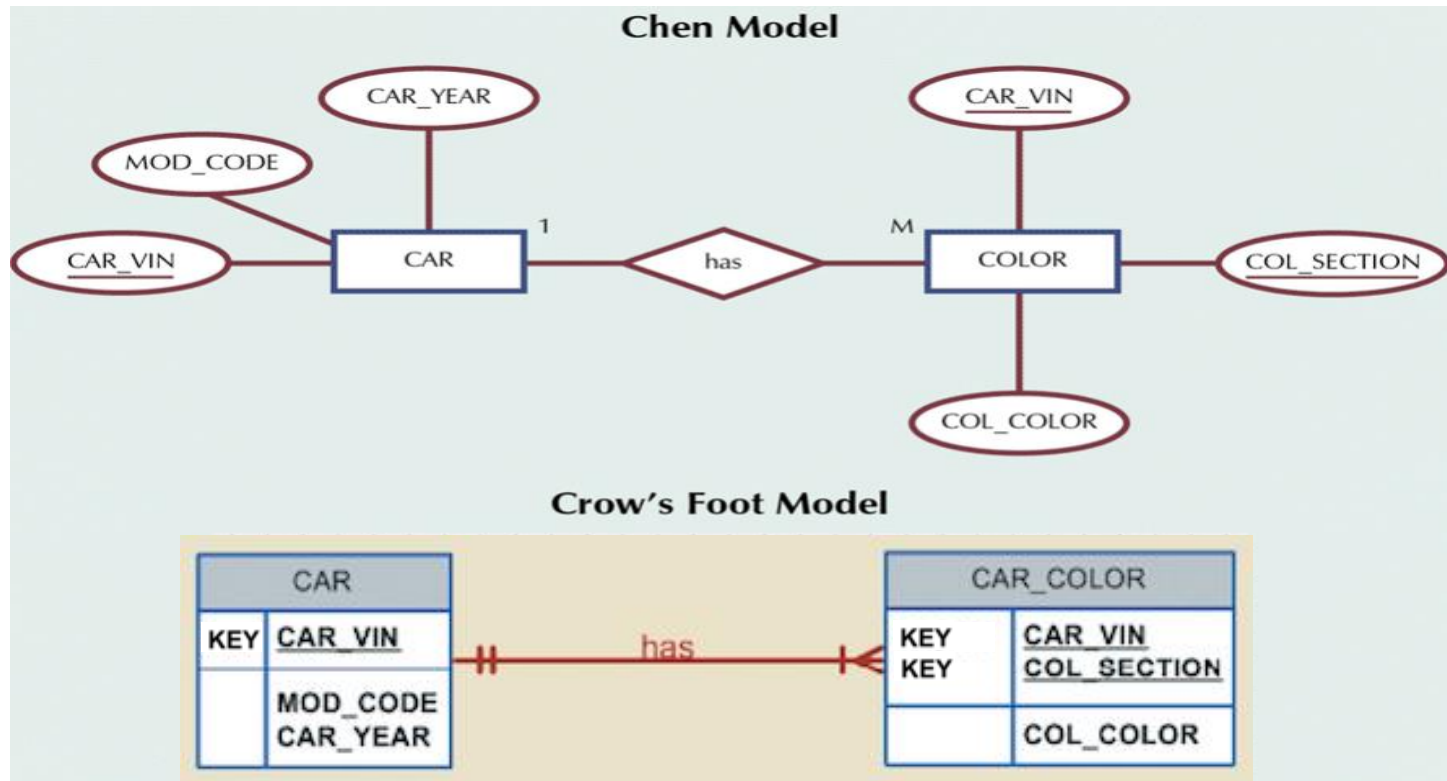 Chen Model
CAR_YEAR
CAR_VIN
MOD_CODE
1
M
CAR_VIN
CAR
has
COLOR
COL_SECTION
COL_COLOR
Crow's Foot Model
CAR
CAR_COLOR
KEY CAR_VIN
has
KEY CAR_VIN
KEY COL_SECTION
MOD_CODE
CAR_YEAR
COL_COLOR